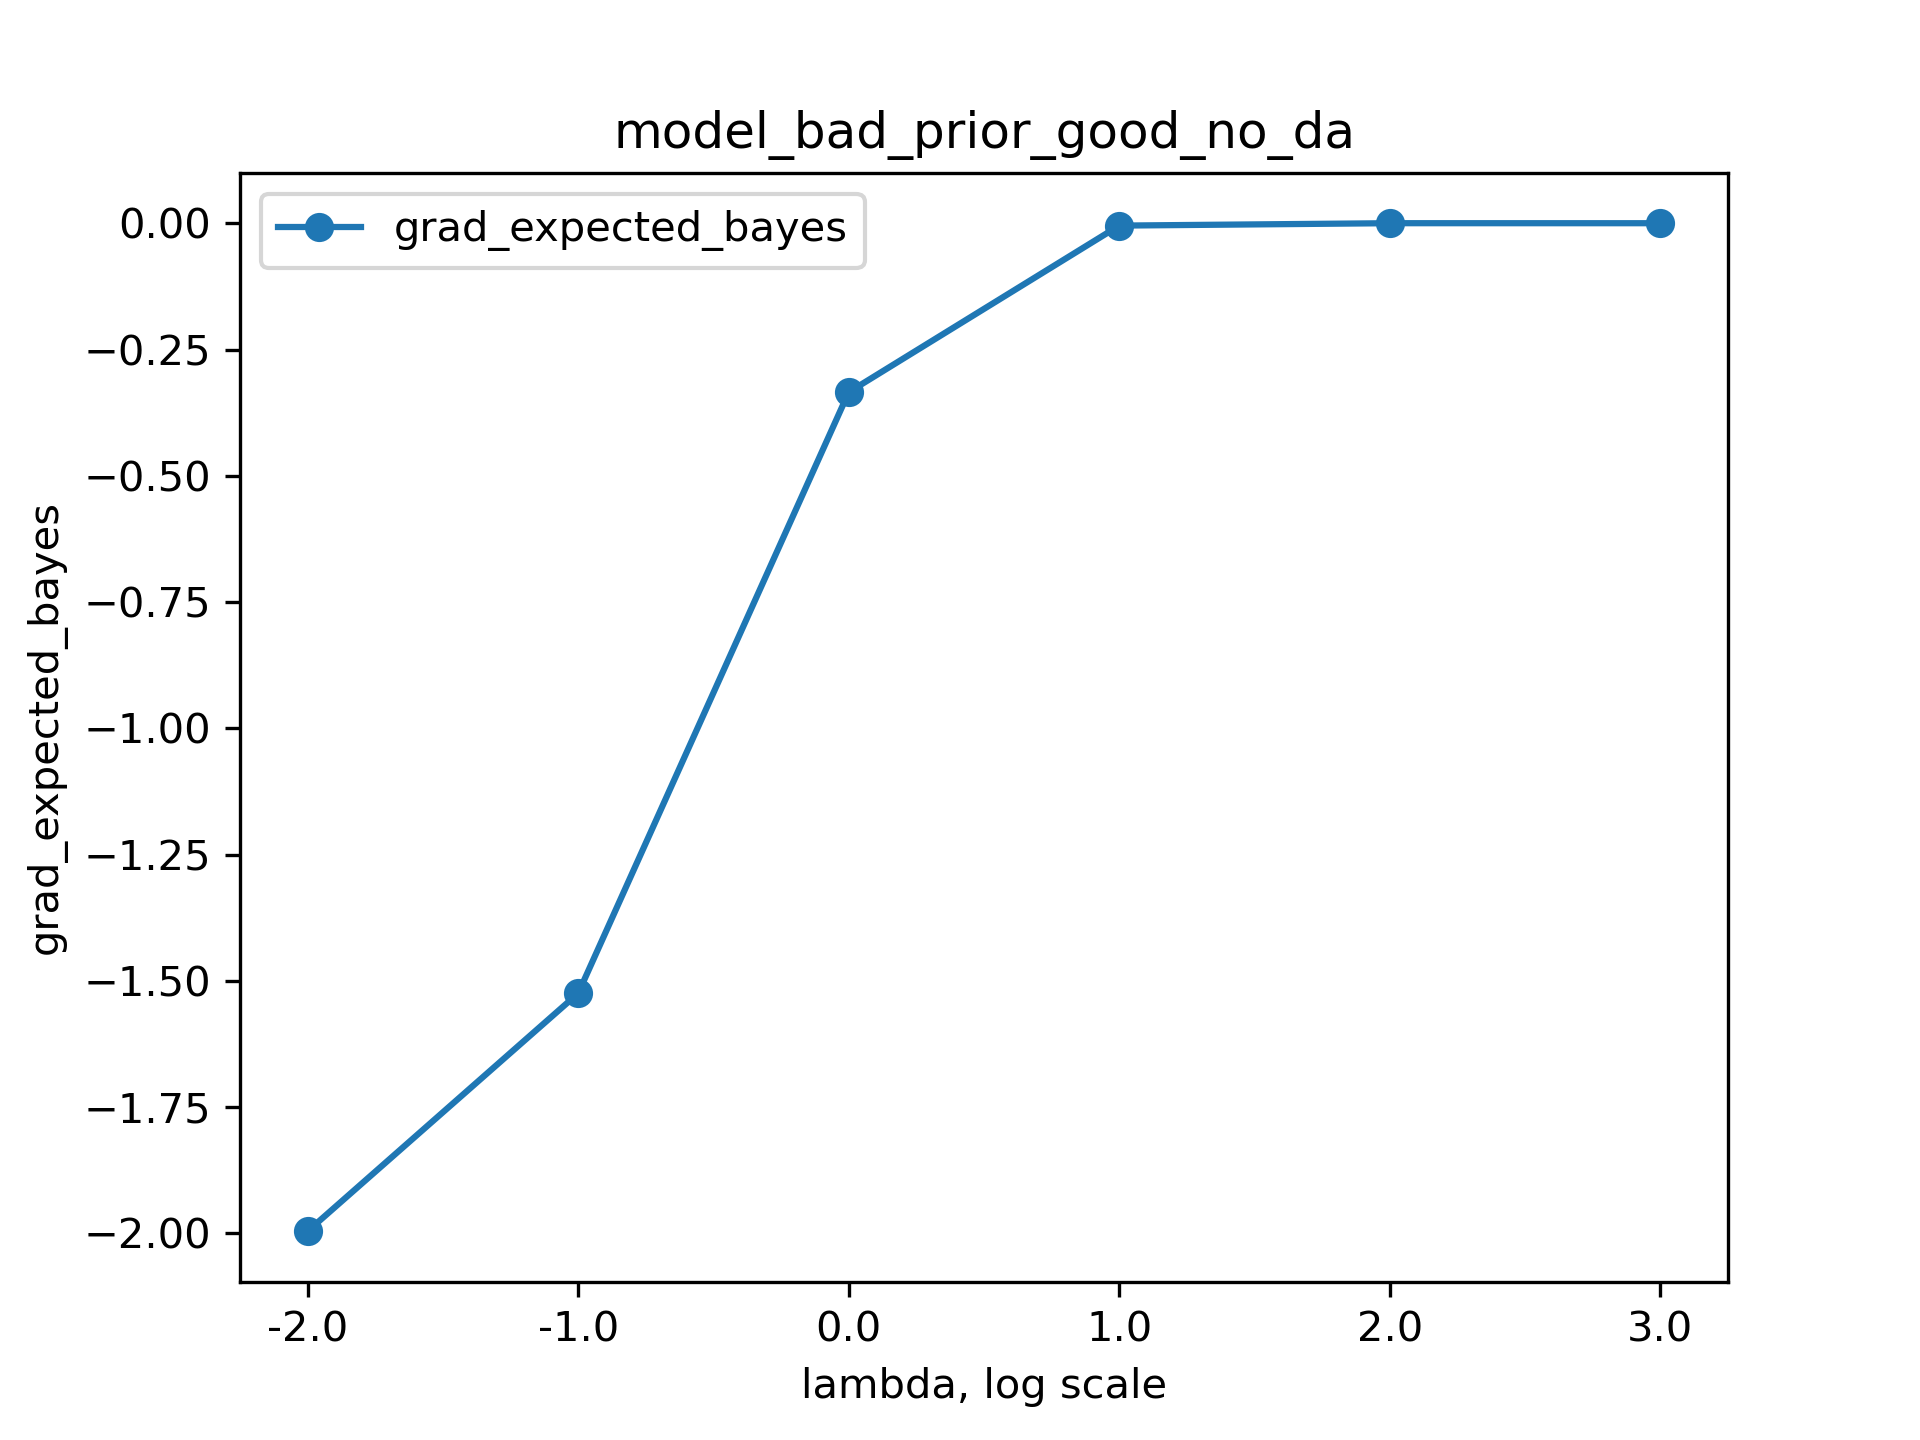 model_bad_prior_good_no_da
grad_expected_bayes
0.00
−0.25
−0.50
−0.75
−1.00
−1.25
−1.50
−1.75
−2.00
grad_expected_bayes
-2.0 -1.0 0.0 1.0 2.0 3.0
lambda, log scale